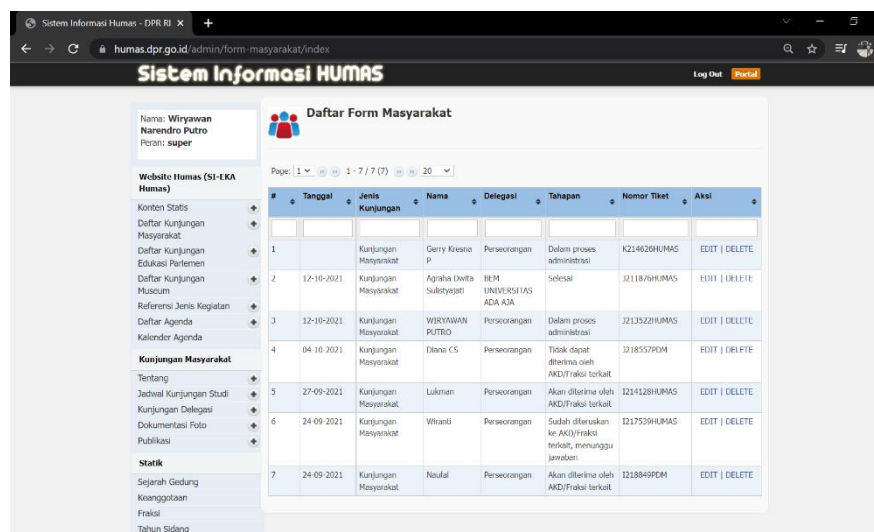 Sistem Informasi Humas - DPR RI
humas.dpr.go.id/admin/form-masyarakat/index
Sistem Informasi HUMAS
Log Out Portal
Nama: Wiryawan
Narendro Putro
Peran: super
Website Humas (SI-EKA
Humas)
Konten Statis
Daftar Kunjungan
Masyarakat
Daftar Kunjungan
Edukasi Parlemen
Daftar Kunjungan
Museum
Referensi Jenis Kegiatan
Daftar Agenda
Kalender Agenda
Kunjungan Masyarakat
Tentang
Jadwal Kunjungan Studi
Kunjungan Delegasi
Dokumentasi Foto
Publikasi
Statik
Sejarah Gedung
Keanggotaan
Fraksi
Tahun Sidang
Daftar Form Masyarakat
Page: 1 1 - 7 / 7 (7) 20
# Tanggal Jenis Kunjungan Nama Delegasi Tahapan Nomor Tiket Aksi
1 Kunjungan Masyarakat Gerry Kresna P Perseorangan Dalam proses administrasi K214626HUMAS EDIT | DELETE
2 12-10-2021 Kunjungan Masyarakat Agraha Dwita Sulistyajati BEM UNIVERSITAS ADA AJA Selesai J211876HUMAS EDIT | DELETE
3 12-10-2021 Kunjungan Masyarakat WIRYAWAN PUTRO Perseorangan Dalam proses administrasi J213522HUMAS EDIT | DELETE
4 04-10-2021 Kunjungan Masyarakat Diana CS Perseorangan Tidak dapat diterima oleh AKD/Fraksi terkait J218557PDM EDIT | DELETE
5 27-09-2021 Kunjungan Masyarakat Lukman Perseorangan Akan diterima oleh AKD/Fraksi terkait I214128HUMAS EDIT | DELETE
6 24-09-2021 Kunjungan Masyarakat Wiranti Perseorangan Sudah diteruskan ke AKD/Fraksi terkait, menunggu jawaban I217539HUMAS EDIT | DELETE
7 24-09-2021 Kunjungan Masyarakat Naufal Perseorangan Akan diterima oleh AKD/Fraksi terkait I218849PDM EDIT | DELETE